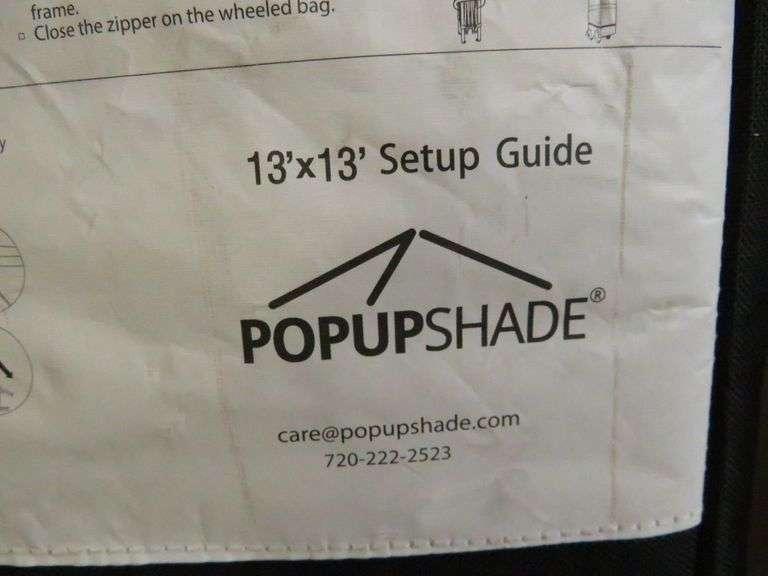 frame.
▫ Close the zipper on the wheeled bag.
y
13'x13' Setup Guide
POPUPSHADE®
care@popupshade.com
720-222-2523